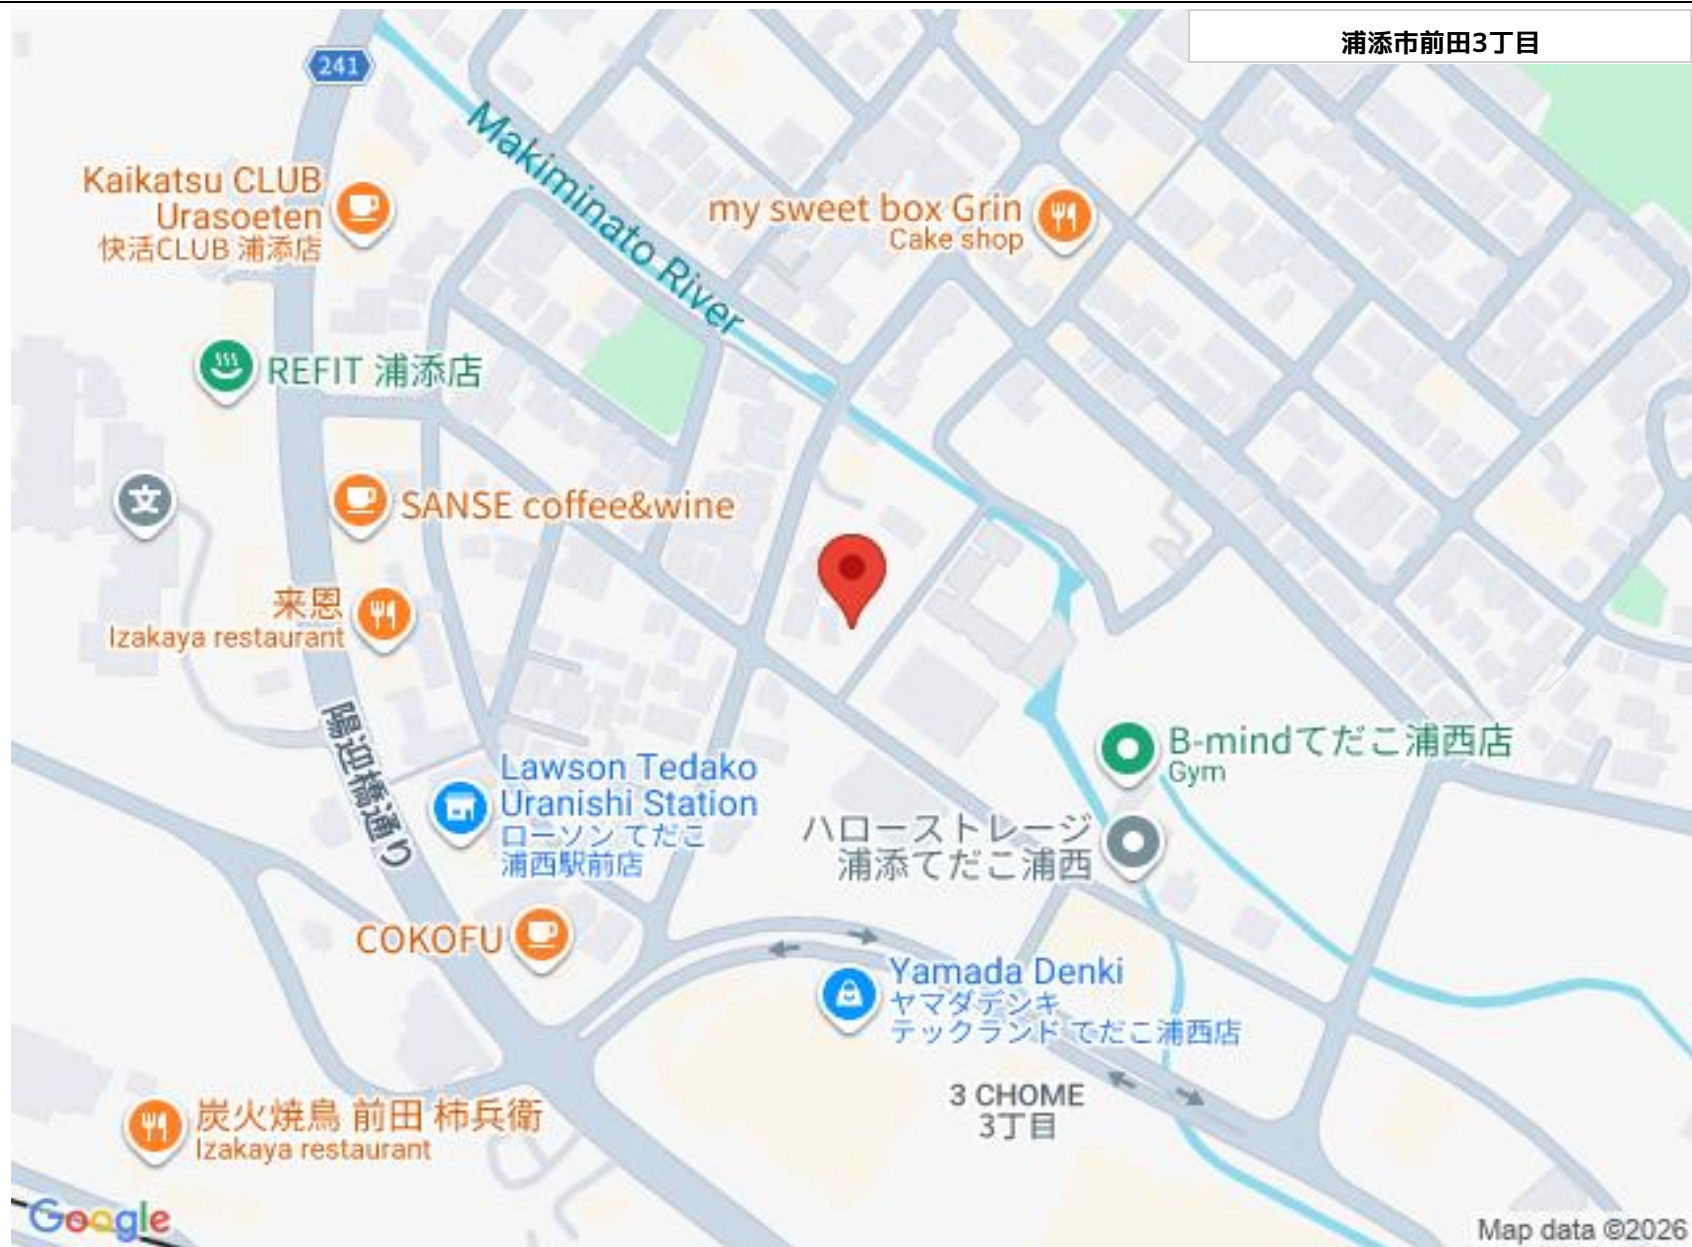 浦添市前田3丁目
241
Makiminato River
Kaikatsu CLUB
Urasoeten
快活CLUB 浦添店
my sweet box Grin
Cake shop
REFIT 浦添店
文
SANSE coffee&wine
来恩
Izakaya restaurant
陽迎橋通り
Lawson Tedako
Uranishi Station
ローソン てだこ
浦西駅前店
B-mindてだこ浦西店
Gym
ハローストレージ
浦添てだこ浦西
COKOFU
Yamada Denki
ヤマダデンキ
テックランド てだこ浦西店
3 CHOME
3丁目
炭火焼鳥 前田 柿兵衛
Izakaya restaurant
Google
Map data ©2026